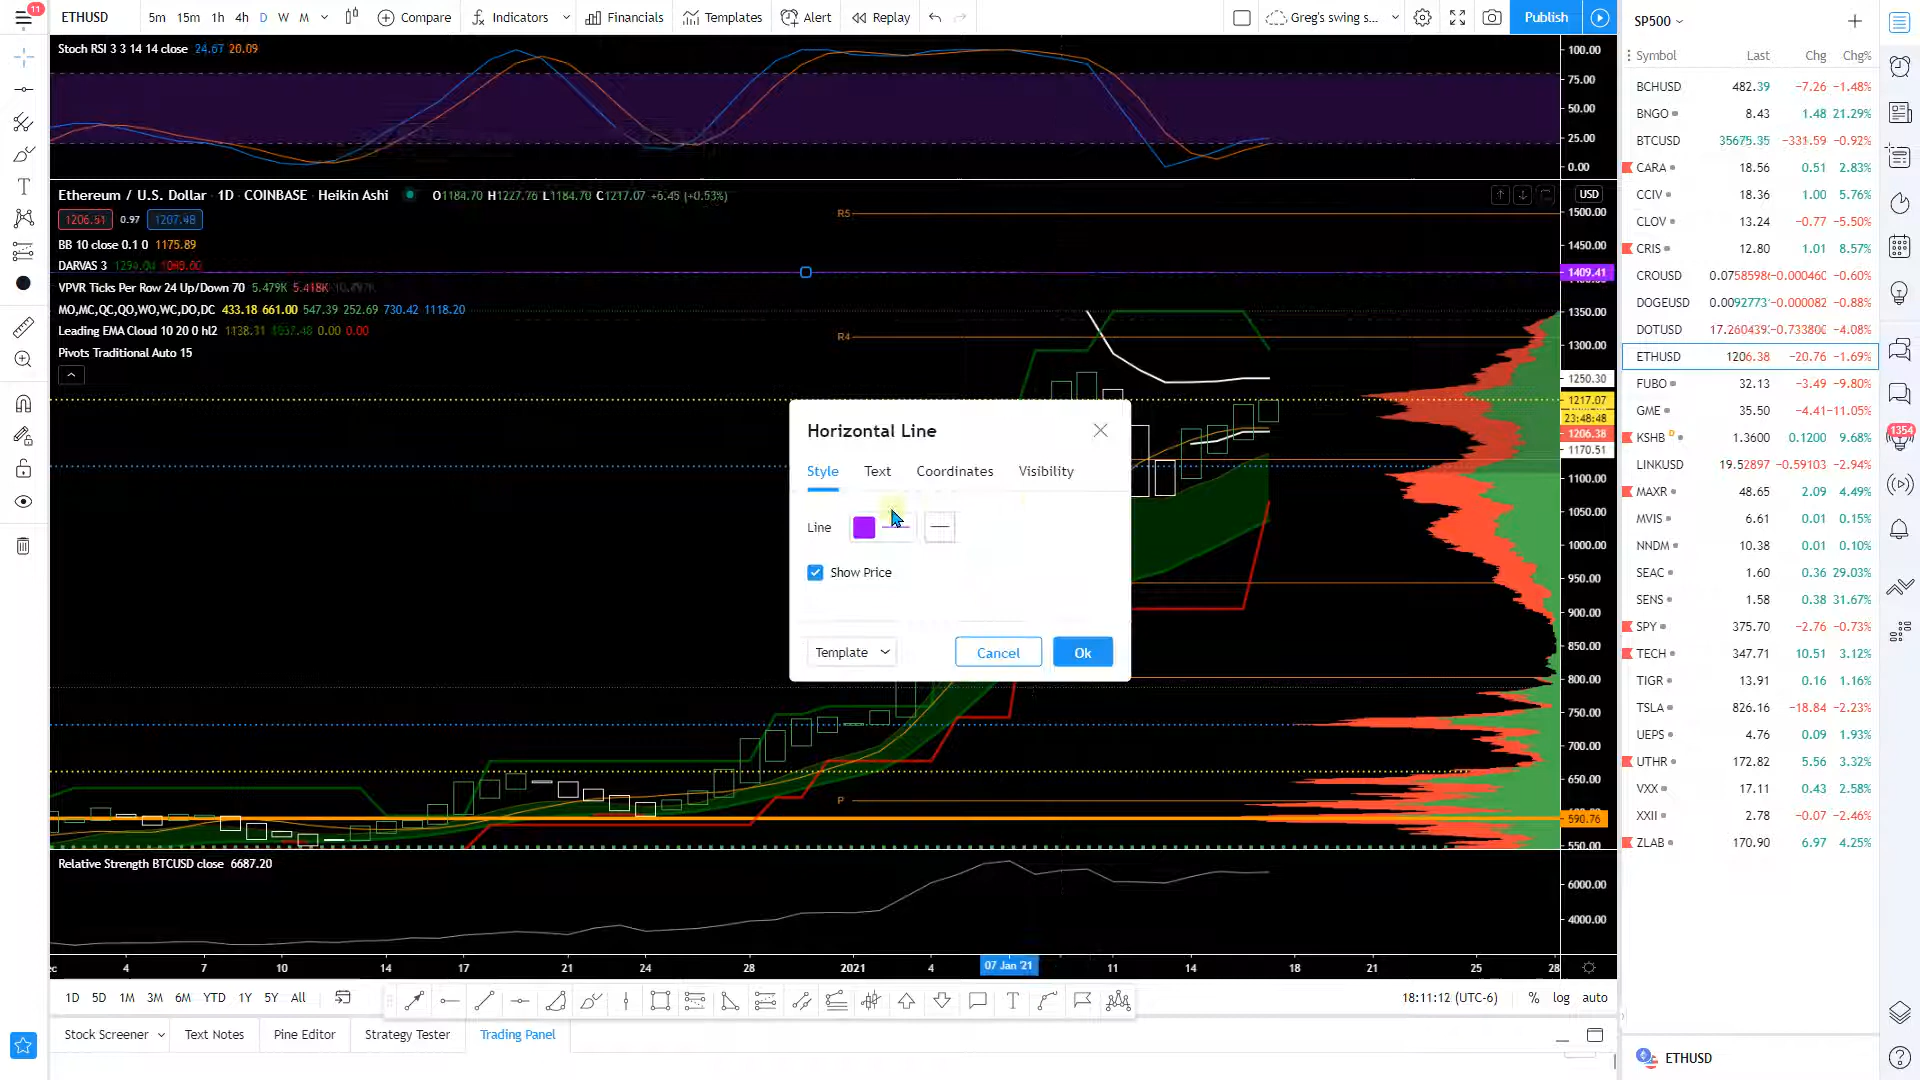 11
ETHUSD 5m 15m 1h 4h D W M Compare Indicators Financials Templates Alert Replay Greg's swing s... Publish SP500
Stoch RSI 3 3 14 14 close 24.67 20.09
100.00
75.00
50.00
25.00
0.00
Ethereum / U.S. Dollar · 1D · COINBASE · Heikin Ashi O1184.70 H1227.76 L1184.70 C1217.07 +6.45 (+0.53%)
USD
1206.51 0.97 1207.48
BB 10 close 0.1 0 1175.89
DARVAS 3
VPVR Ticks Per Row 24 Up/Down 70 5.479K 5.418K
MO,MC,QC,QO,WO,WC,DO,DC 433.18 661.00 547.39 252.69 730.42 1118.20
Leading EMA Cloud 10 20 0 hl2 0.00 0.00
Pivots Traditional Auto 15
R5
R4
P
1500.00
1450.00
1409.41
1350.00
1300.00
1250.30
1217.07
23:48:48
1206.38
1170.51
1100.00
1050.00
1000.00
950.00
900.00
850.00
800.00
750.00
700.00
650.00
590.76
550.00
Horizontal Line
Style Text Coordinates Visibility
Line
Show Price
Template Cancel Ok
Relative Strength BTCUSD close 6687.20
6000.00
4000.00
4 7 10 14 17 21 24 28 2021 4 07 Jan '21 11 14 18 21 25 28
1D 5D 1M 3M 6M YTD 1Y 5Y All 18:11:12 (UTC-6) % log auto
Stock Screener Text Notes Pine Editor Strategy Tester Trading Panel
Symbol Last Chg Chg%
BCHUSD 482.39 −7.26 −1.48%
BNGO 8.43 1.48 21.29%
BTCUSD 35675.35 −331.59 −0.92%
CARA 18.56 0.51 2.83%
CCIV 18.36 1.00 5.76%
CLOV 13.24 −0.77 −5.50%
CRIS 12.80 1.01 8.57%
CROUSD −0.60%
DOGEUSD −0.000082 −0.88%
DOTUSD −4.08%
ETHUSD 1206.38 −20.76 −1.69%
FUBO 32.13 −3.49 −9.80%
GME 35.50 −4.41 −11.05%
KSHB D 1.3600 0.1200 9.68%
LINKUSD 19.52897 −0.59103 −2.94%
MAXR 48.65 2.09 4.49%
MVIS 6.61 0.01 0.15%
NNDM 10.38 0.01 0.10%
SEAC 1.60 0.36 29.03%
SENS 1.58 0.38 31.67%
SPY 375.70 −2.76 −0.73%
TECH 347.71 10.51 3.12%
TIGR 13.91 0.16 1.16%
TSLA 826.16 −18.84 −2.23%
UEPS 4.76 0.09 1.93%
UTHR 172.82 5.56 3.32%
VXX 17.11 0.43 2.58%
XXII 2.78 −0.07 −2.46%
ZLAB 170.90 6.97 4.25%
1354
ETHUSD